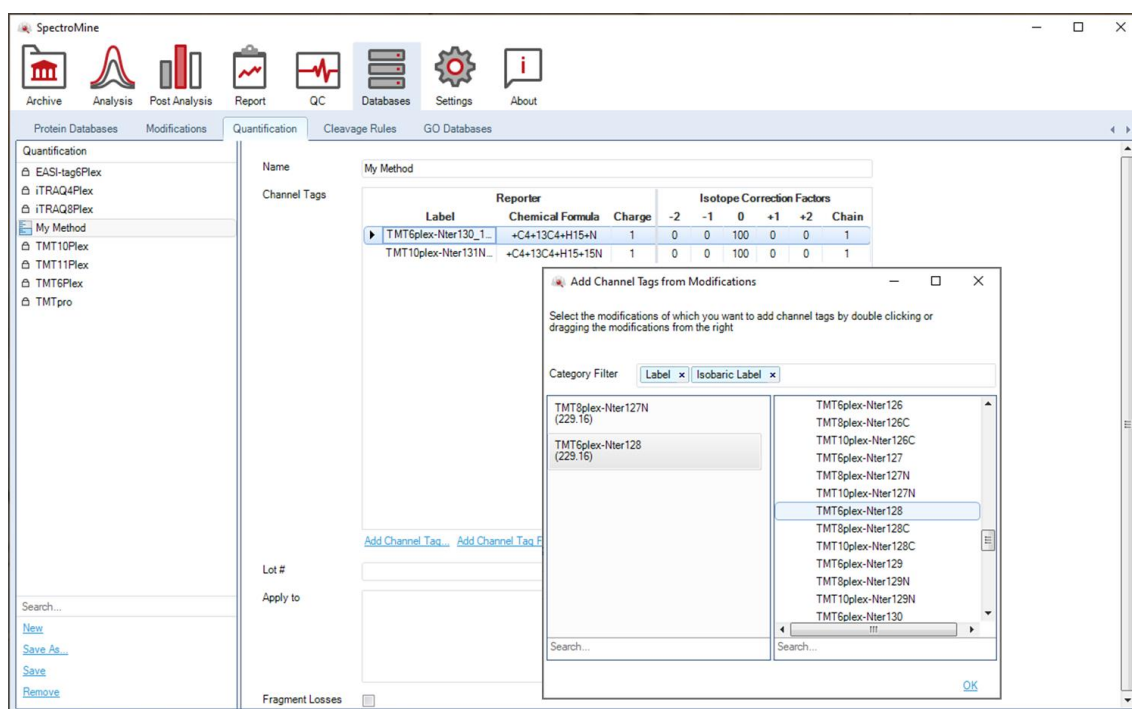 SpectroMine
Archive Analysis Post Analysis Report QC Databases Settings About
Protein Databases Modifications Quantification Cleavage Rules GO Databases
Quantification
EASI-tag6Plex
iTRAQ4Plex
iTRAQ8Plex
My Method
TMT10Plex
TMT11Plex
TMT6Plex
TMTpro
Search...
New
Save As...
Save
Remove
Name My Method
Channel Tags
Reporter Isotope Correction Factors
Label Chemical Formula Charge -2 -1 0 +1 +2 Chain
TMT6plex-Nter130_1... +C4+13C4+H15+N 1 0 0 100 0 0 1
TMT10plex-Nter131N... +C4+13C4+H15+15N 1 0 0 100 0 0 1
Add Channel Tag... Add Channel Tag F
Lot #
Apply to
Fragment Losses
Add Channel Tags from Modifications
Select the modifications of which you want to add channel tags by double clicking or
dragging the modifications from the right
Category Filter Label × Isobaric Label ×
TMT8plex-Nter127N
(229.16)
TMT6plex-Nter128
(229.16)
Search...
TMT6plex-Nter126
TMT8plex-Nter126C
TMT10plex-Nter126C
TMT6plex-Nter127
TMT8plex-Nter127N
TMT10plex-Nter127N
TMT6plex-Nter128
TMT8plex-Nter128C
TMT10plex-Nter128C
TMT6plex-Nter129
TMT8plex-Nter129N
TMT10plex-Nter129N
TMT6plex-Nter130
Search...
OK